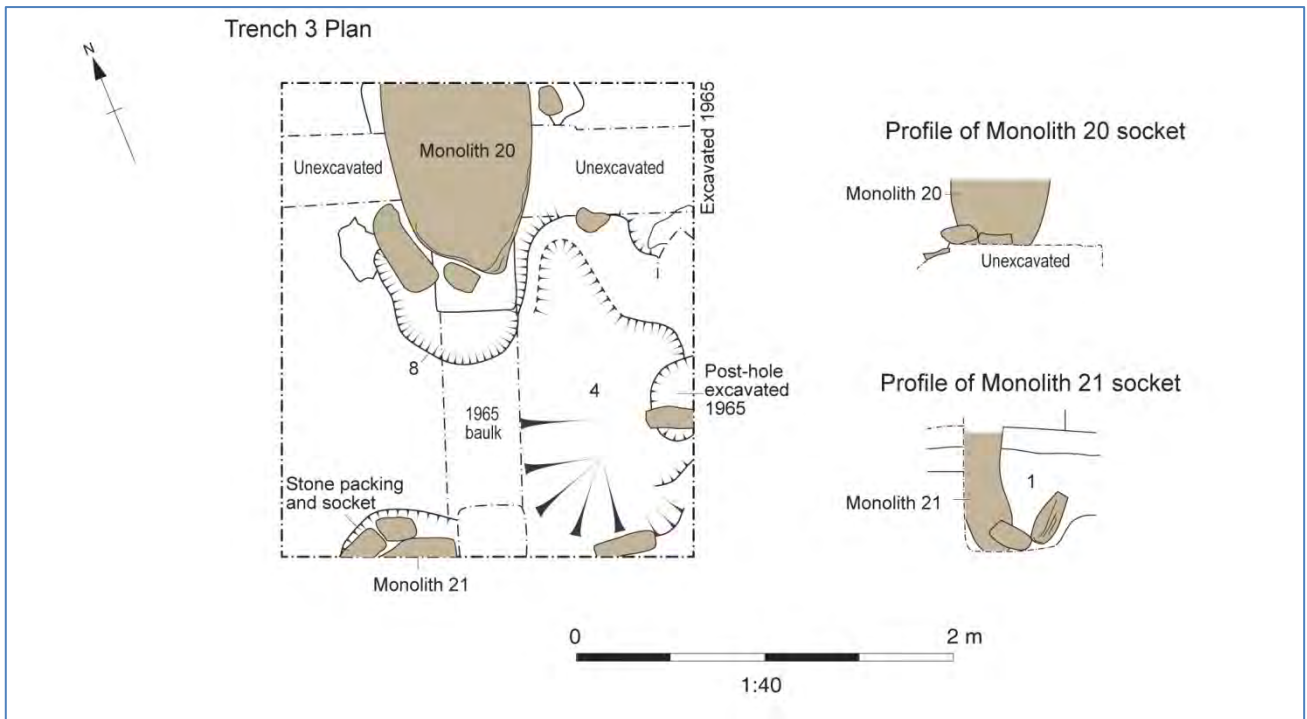 Trench 3 Plan
N
Excavated 1965
Monolith 20
Unexcavated
Unexcavated
8
4
Post-hole
excavated
1965
1965
baulk
Stone packing
and socket
Monolith 21
Profile of Monolith 20 socket
Monolith 20
Unexcavated
Profile of Monolith 21 socket
1
Monolith 21
0
2 m
1:40